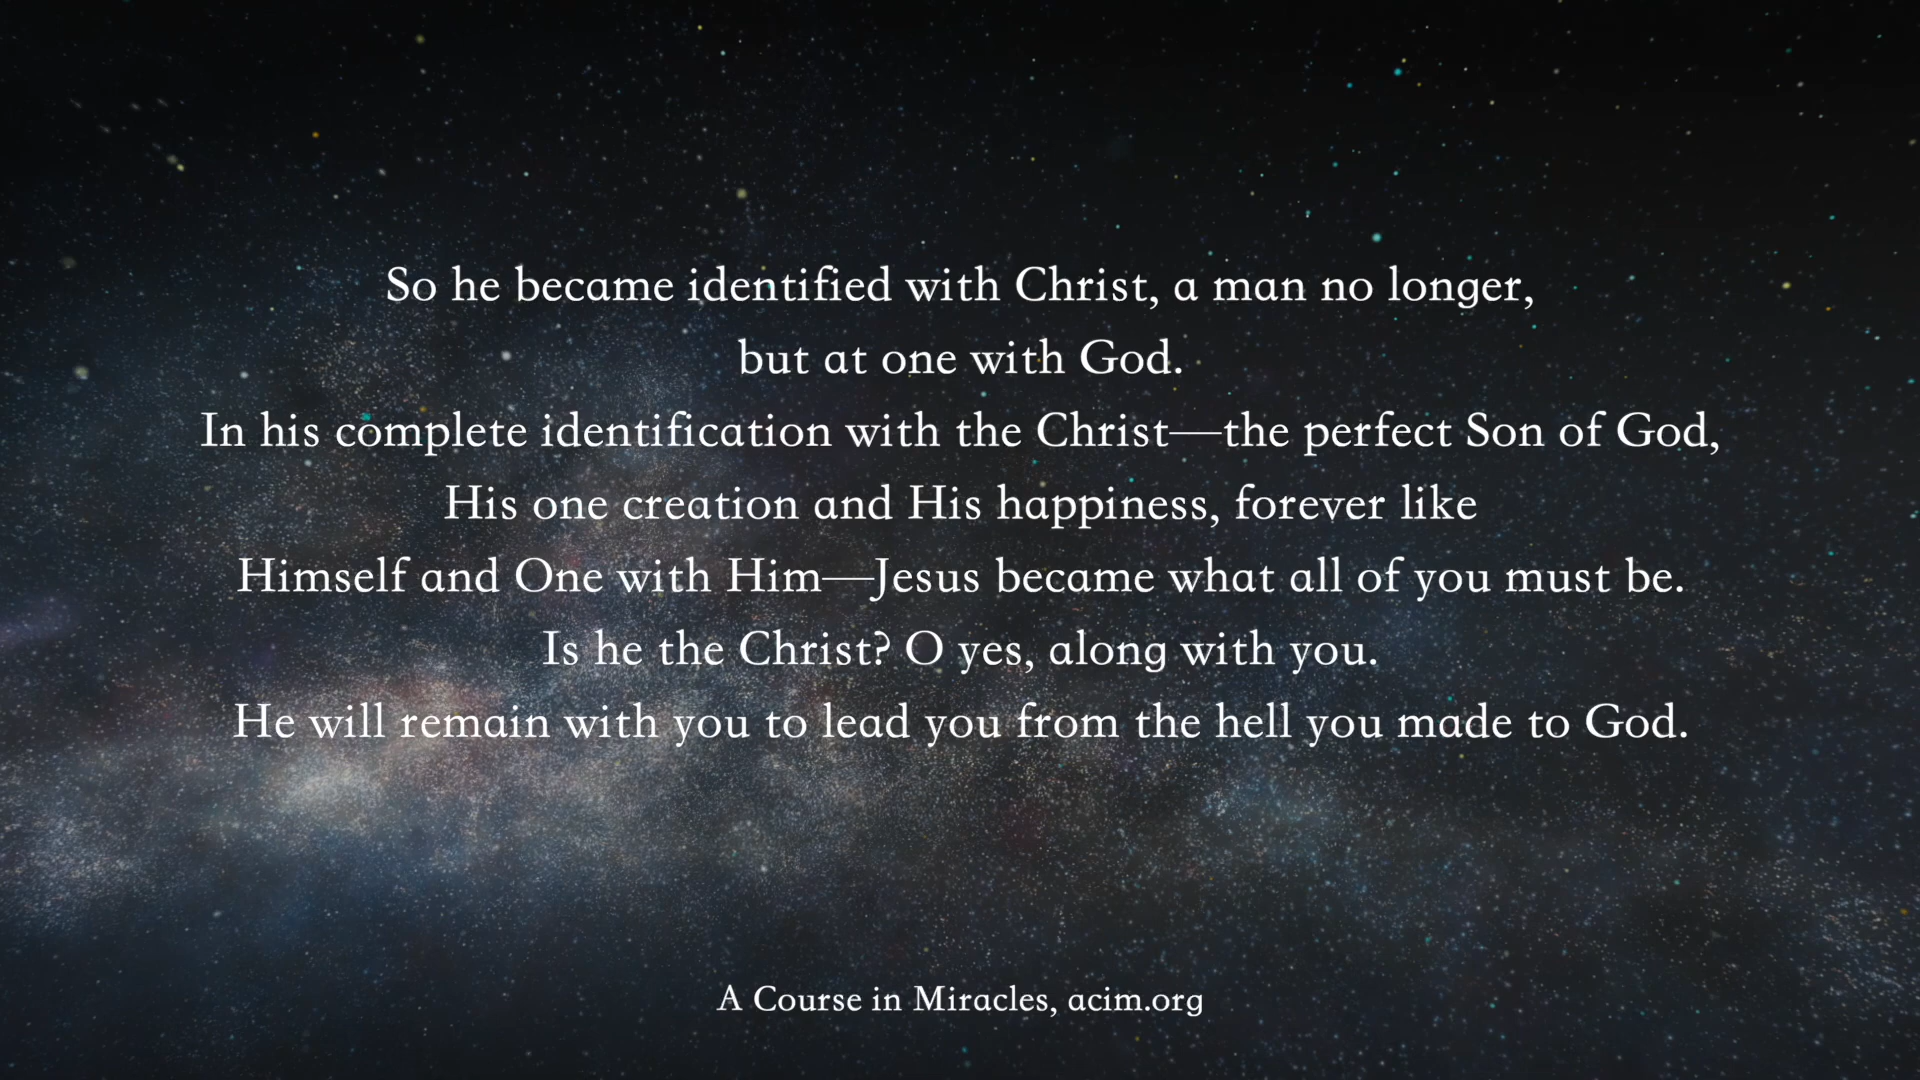 So he became identified with Christ, a man no longer,
but at one with God.
In his complete identification with the Christ—the perfect Son of God,
His one creation and His happiness, forever like
Himself and One with Him—Jesus became what all of you must be.
Is he the Christ? O yes, along with you.
He will remain with you to lead you from the hell you made to God.
A Course in Miracles, acim.org